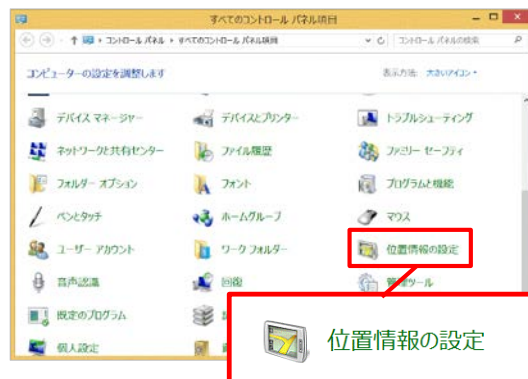 すべてのコントロール パネル項目
コントロール パネル ▸ すべてのコントロール パネル項目
コントロール パネルの検索
コンピューターの設定を調整します
表示方法: 大きいアイコン
デバイス マネージャー
デバイスとプリンター
トラブルシューティング
ネットワークと共有センター
ファイル履歴
ファミリー セーフティ
フォルダー オプション
フォント
プログラムと機能
ペンとタッチ
ホームグループ
マウス
ユーザー アカウント
ワーク フォルダー
位置情報の設定
音声認識
回復
管理ツール
既定のプログラム
個人設定
位置情報の設定